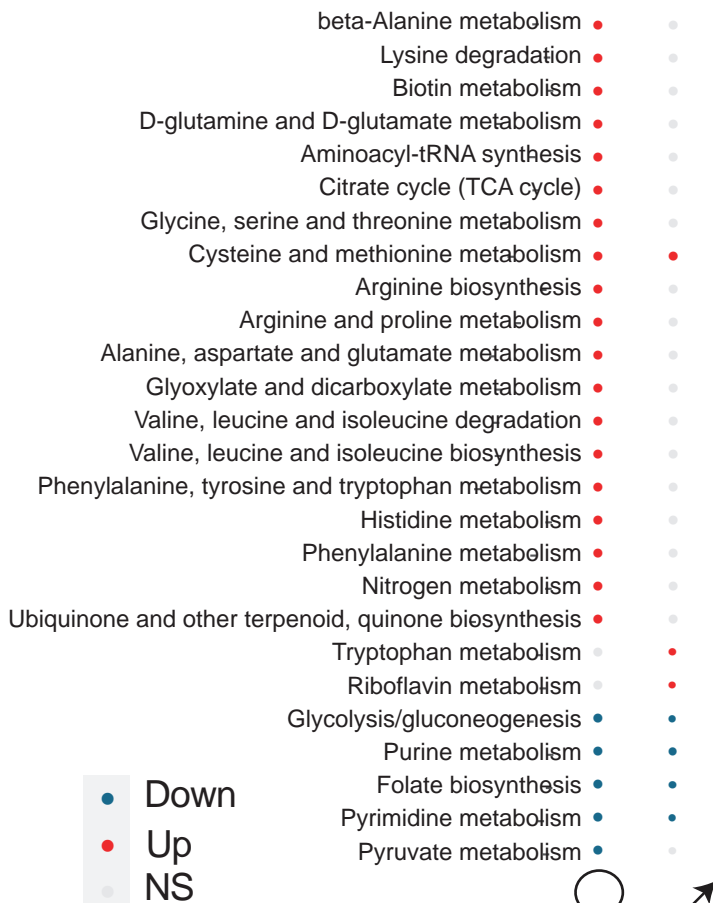 beta-Alanine metabolism
Lysine degradation
Biotin metabolism
D-glutamine and D-glutamate metabolism
Aminoacyl-tRNA synthesis
Citrate cycle (TCA cycle)
Glycine, serine and threonine metabolism
Cysteine and methionine metabolism
Arginine biosynthesis
Arginine and proline metabolism
Alanine, aspartate and glutamate metabolism
Glyoxylate and dicarboxylate metabolism
Valine, leucine and isoleucine degradation
Valine, leucine and isoleucine biosynthesis
Phenylalanine, tyrosine and tryptophan metabolism
Histidine metabolism
Phenylalanine metabolism
Nitrogen metabolism
Ubiquinone and other terpenoid, quinone biosynthesis
Tryptophan metabolism
Riboflavin metabolism
Glycolysis/gluconeogenesis
Purine metabolism
Folate biosynthesis
Pyrimidine metabolism
Pyruvate metabolism
Down
Up
NS